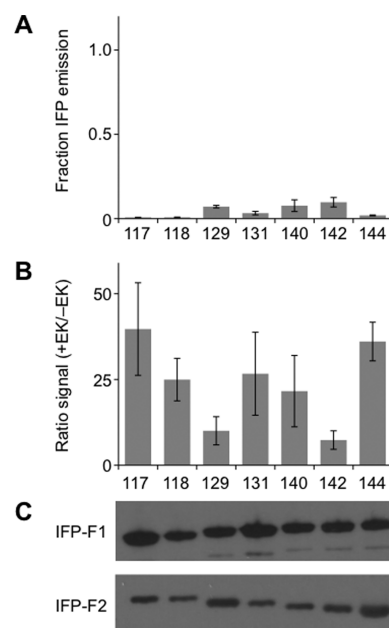 A
Fraction IFP emission
1.0
0.5
0
117 118 129 131 140 142 144
B
Ratio signal (+EK/–EK)
50
25
0
117 118 129 131 140 142 144
C
IFP-F1
IFP-F2